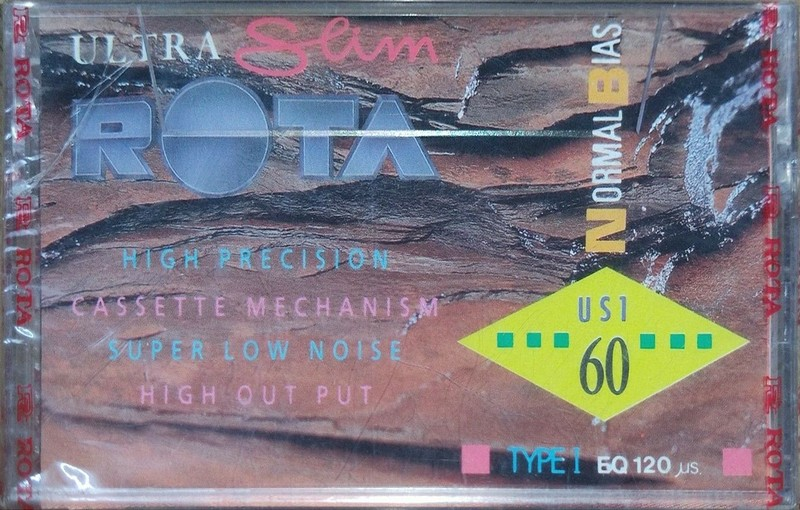 ULTRA Slim
ROTA
HIGH PRECISION
CASSETTE MECHANISM
SUPER LOW NOISE
HIGH OUT PUT
NORMAL BIAS
US1
60
TYPE I EQ 120 µs.
ROTA
ROTA
ROTA
ROTA
ROTA
ROTA